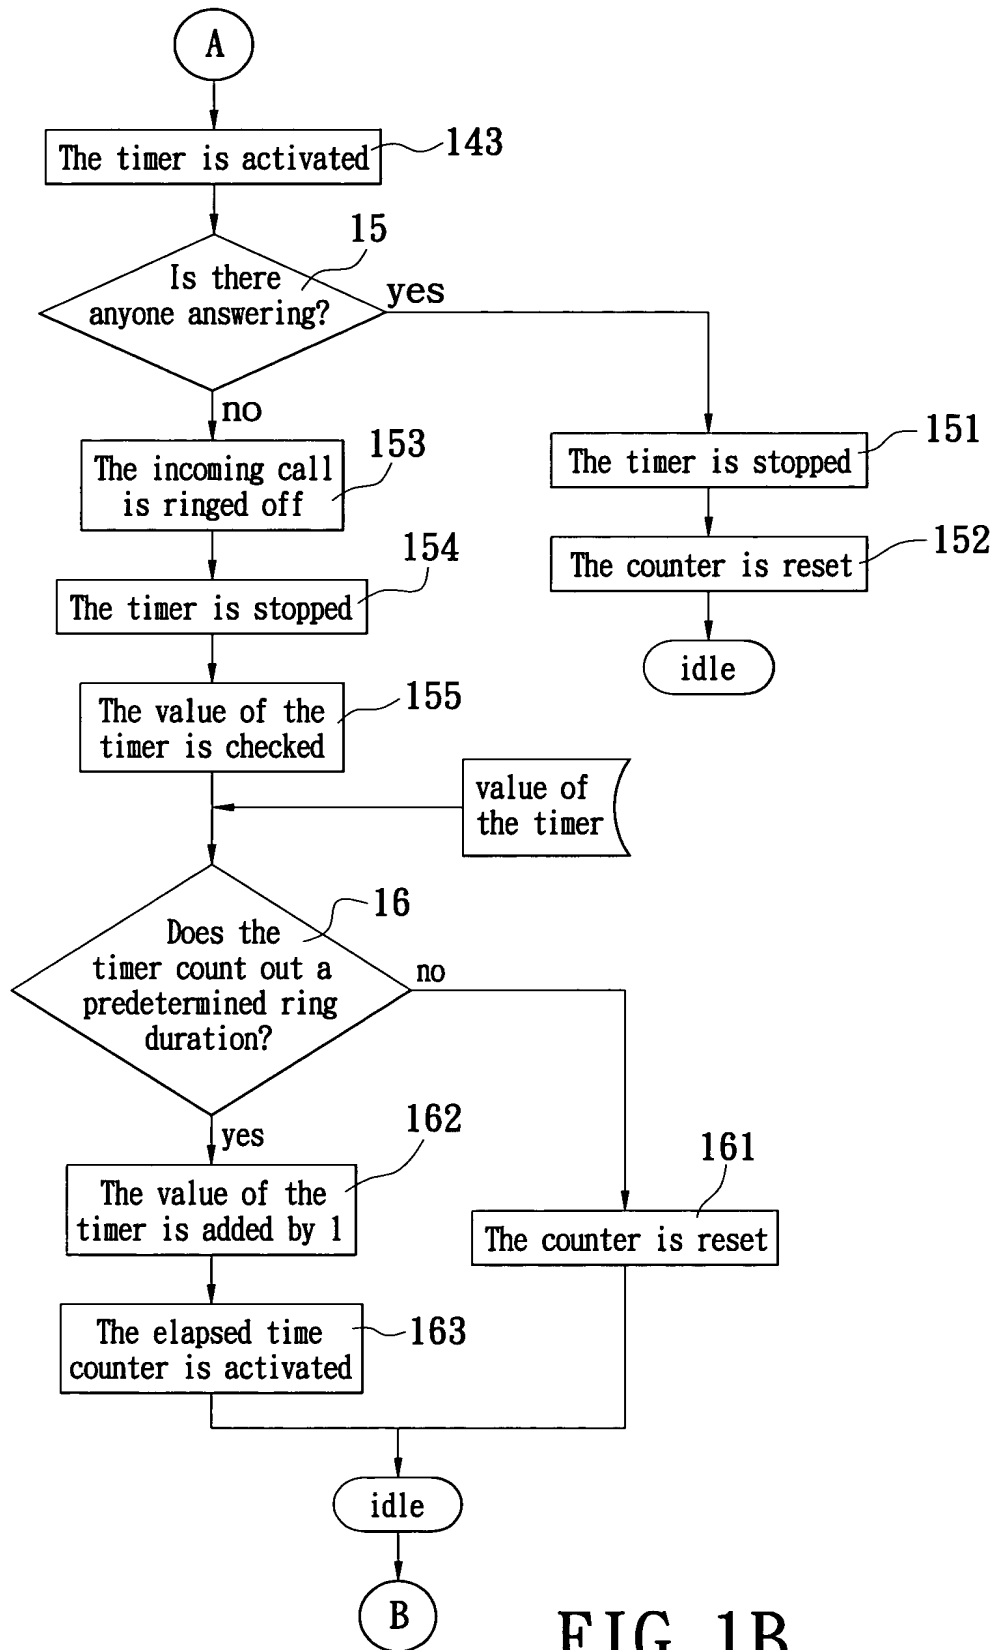 A
The timer is activated
143
15
Is there
anyone answering?
yes
no
153
The incoming call
is ringed off
151
The timer is stopped
154
The timer is stopped
152
The counter is reset
idle
155
The value of the
timer is checked
value of
the timer
16
Does the
timer count out a
predetermined ring
duration?
no
yes
162
The value of the
timer is added by 1
161
The counter is reset
The elapsed time
counter is activated
163
idle
B
FIG. 1B